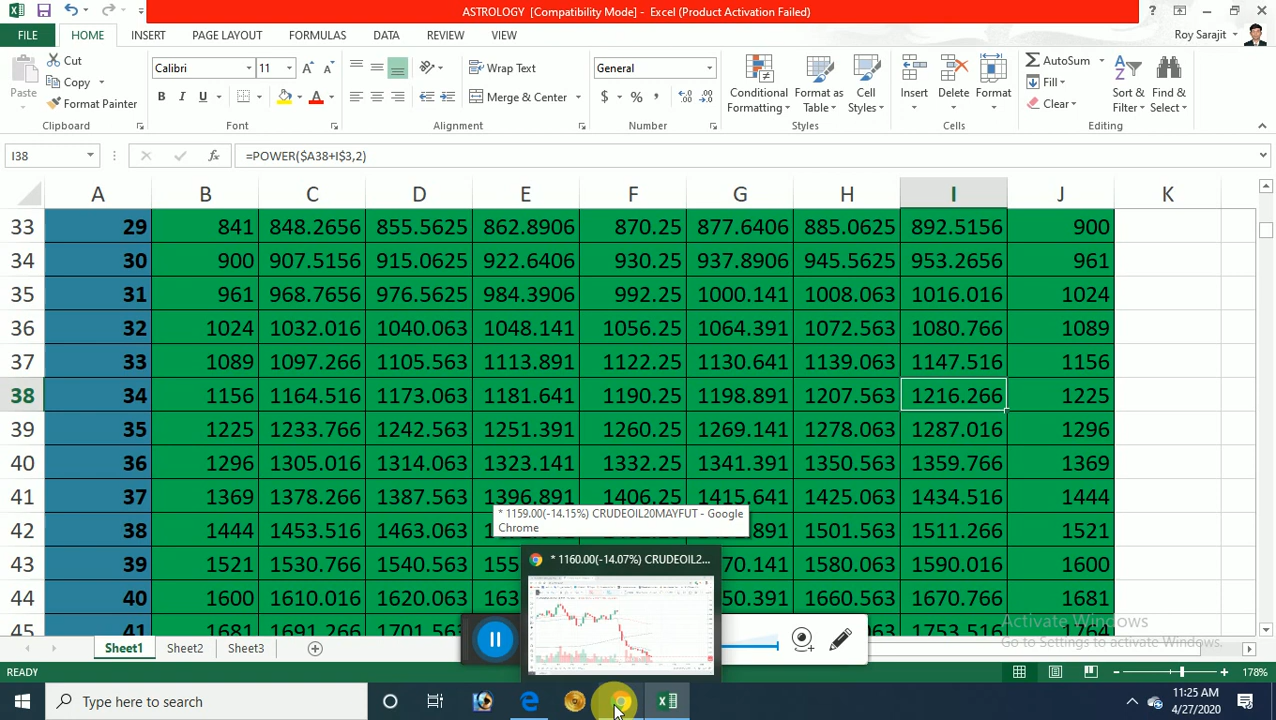 ASTROLOGY [Compatibility Mode] - Excel (Product Activation Failed)
FILE HOME INSERT PAGE LAYOUT FORMULAS DATA REVIEW VIEW Roy Sarajit
Paste
Cut
Copy
Format Painter
Clipboard
Calibri 11
B I U
Font
Wrap Text
Merge & Center
Alignment
General
$ % ,
Number
Conditional Formatting
Format as Table
Cell Styles
Styles
Insert Delete Format
Cells
AutoSum
Fill
Clear
Sort & Filter
Find & Select
Editing
I38 fx =POWER($A38+I$3,2)
A B C D E F G H I J K
33 29 841 848.2656 855.5625 862.8906 870.25 877.6406 885.0625 892.5156 900
34 30 900 907.5156 915.0625 922.6406 930.25 937.8906 945.5625 953.2656 961
35 31 961 968.7656 976.5625 984.3906 992.25 1000.141 1008.063 1016.016 1024
36 32 1024 1032.016 1040.063 1048.141 1056.25 1064.391 1072.563 1080.766 1089
37 33 1089 1097.266 1105.563 1113.891 1122.25 1130.641 1139.063 1147.516 1156
38 34 1156 1164.516 1173.063 1181.641 1190.25 1198.891 1207.563 1216.266 1225
39 35 1225 1233.766 1242.563 1251.391 1260.25 1269.141 1278.063 1287.016 1296
40 36 1296 1305.016 1314.063 1323.141 1332.25 1341.391 1350.563 1359.766 1369
41 37 1369 1378.266 1387.563 1396.891 1406.25 1415.641 1425.063 1434.516 1444
* 1159.00(-14.15%) CRUDEOIL20MAYFUT - Google
Chrome
42 38 1444 1453.516 1463.063 1501.563 1511.266 1521
* 1160.00(-14.07%) CRUDEOIL2...
43 39 1521 1530.766 1540.563 1580.063 1590.016 1600
44 40 1600 1610.016 1620.063 1660.563 1670.766 1681
45 41 1681 1691.266 1701.563 1753.516
Activate Windows
Go to Settings to activate Windows.
Sheet1 Sheet2 Sheet3
READY 178%
Type here to search
11:25 AM
4/27/2020